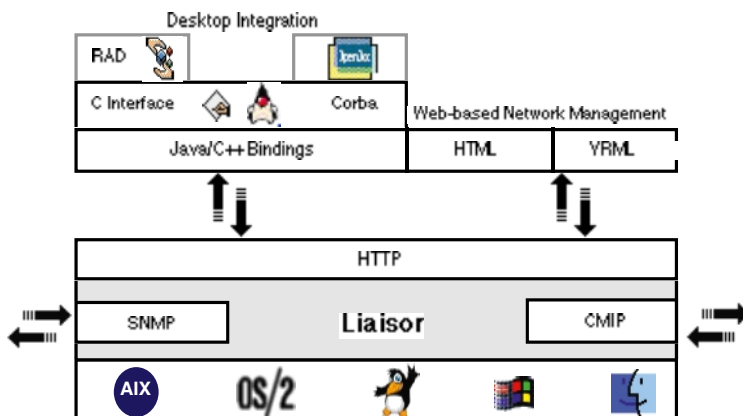 Desktop Integration
RAD
OpenDoc
C Interface
Corba
Web-based Network Management
Java/C++ Bindings
HTML
VRML
HTTP
SNMP
Liaisor
CMIP
AIX
OS/2